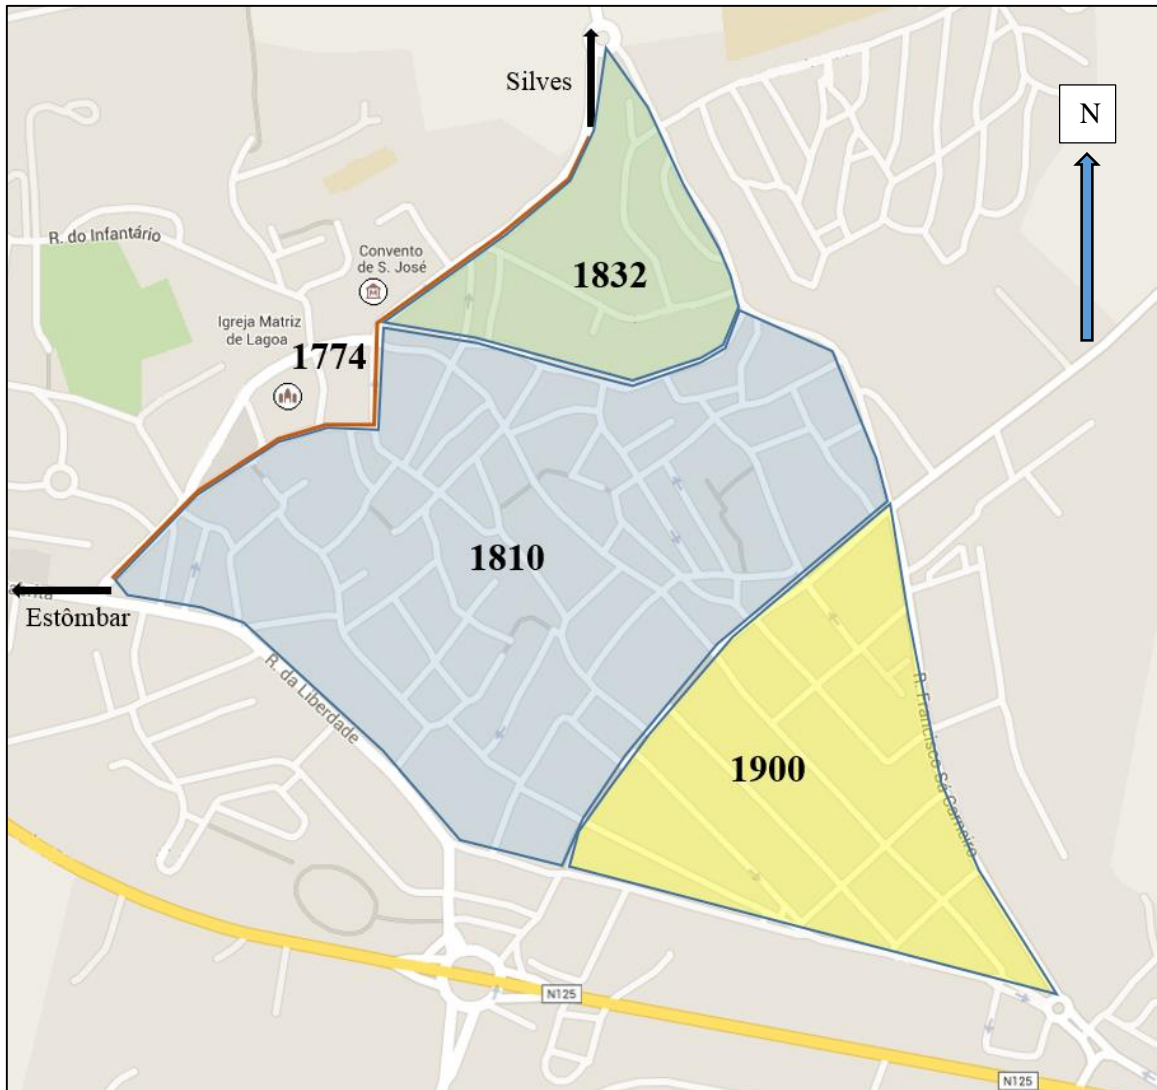 Silves
N
R. do Infantário
Convento
de S. José
1832
Igreja Matriz
de Lagoa
1774
1810
Estômbar
R. da Liberdade
R. Francisco Sá Carneiro
1900
N125
N125